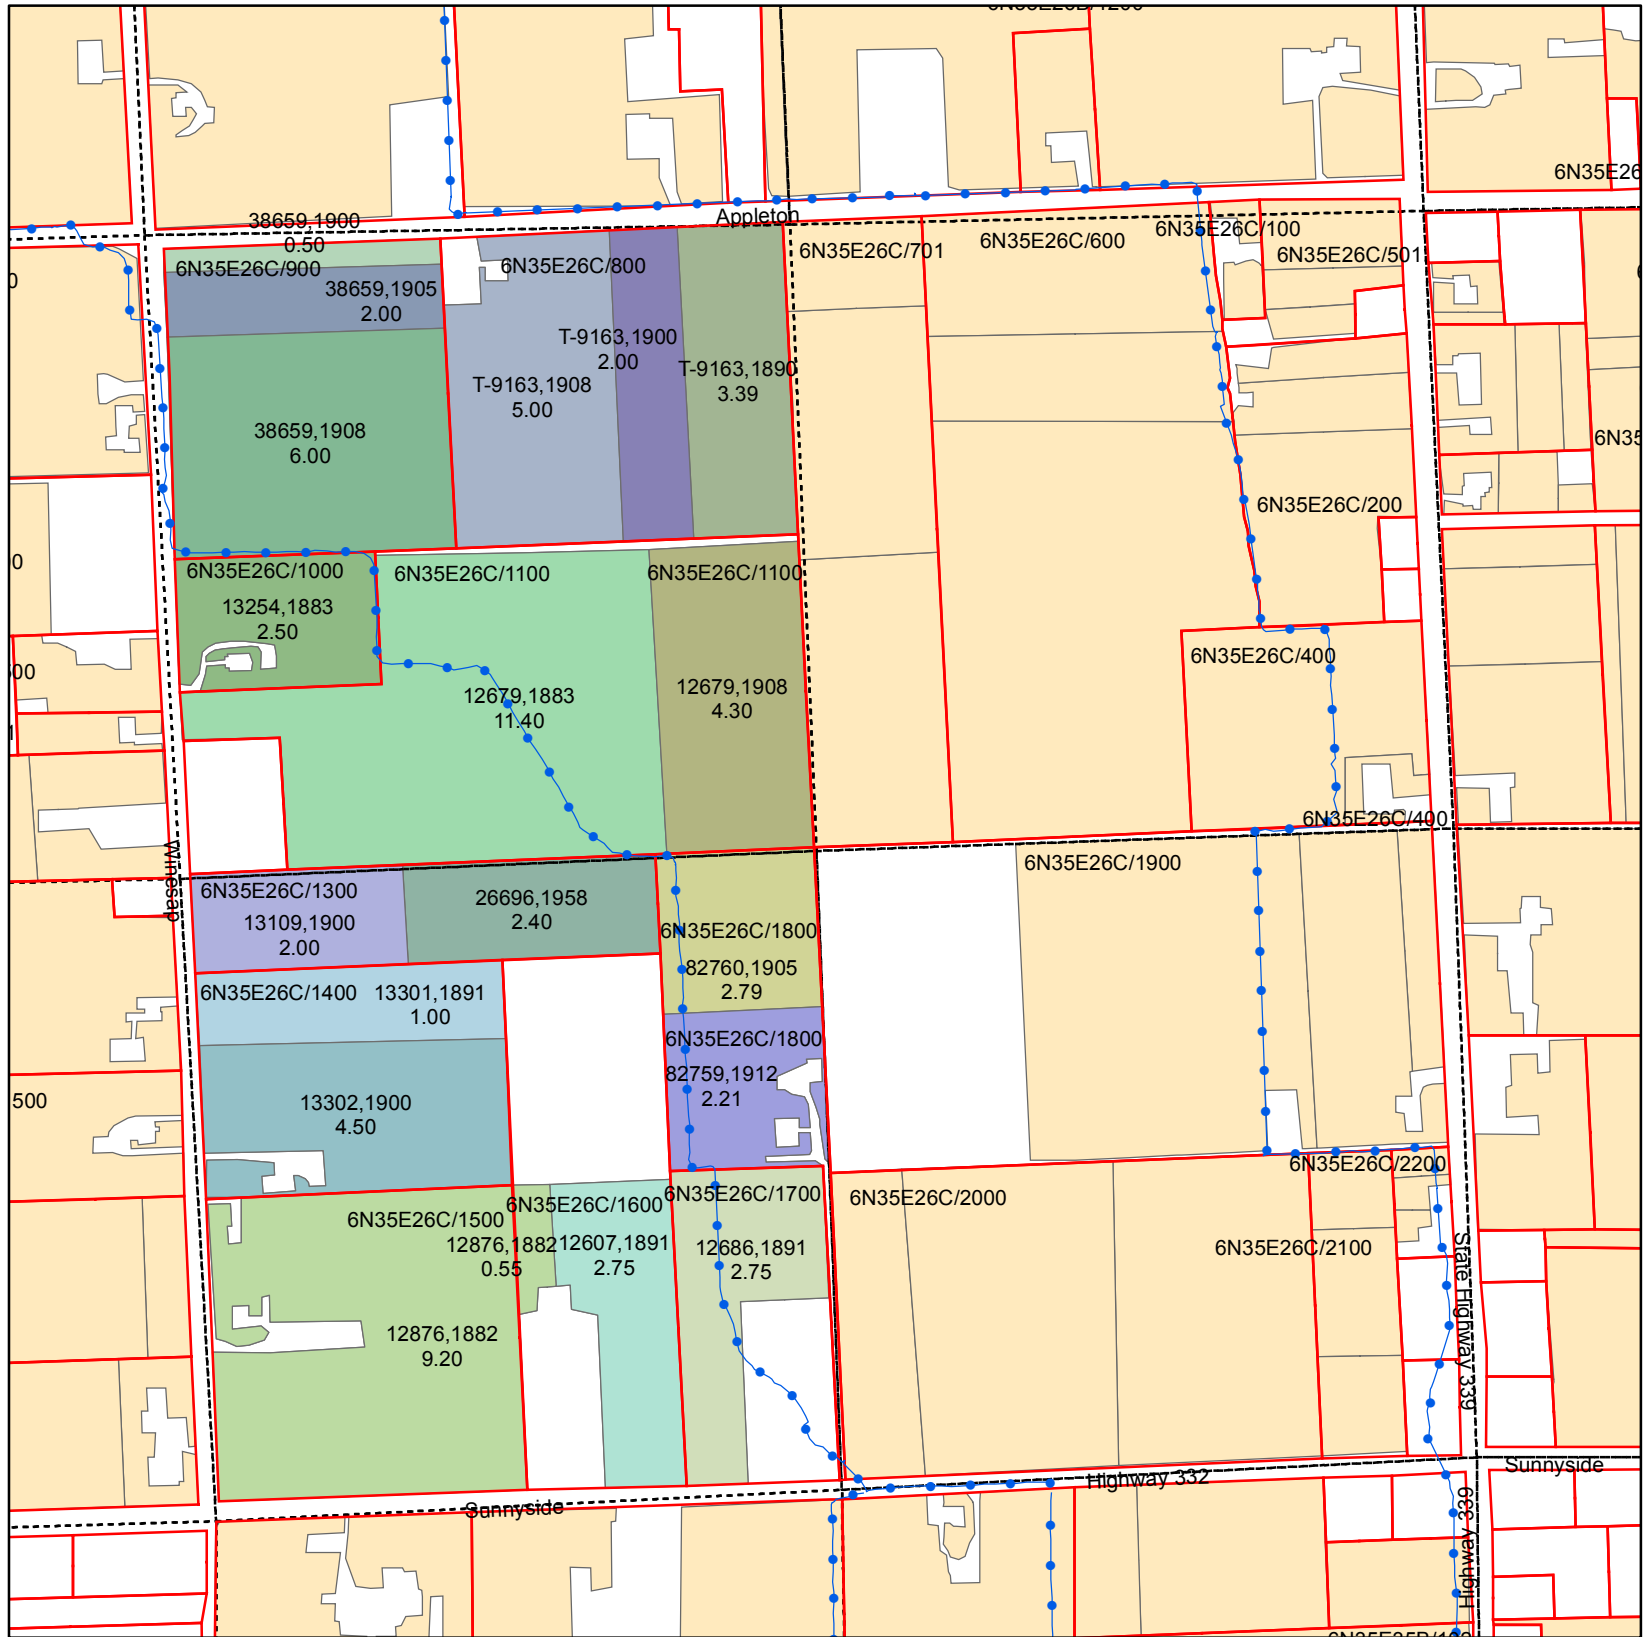 6N35E26
Appleton
38659,1900
0.50
6N35E26C/900
38659,1905
2.00
6N35E26C/800
6N35E26C/701
6N35E26C/600
6N35E26C/100
6N35E26C/501
T-9163,1900
2.00
T-9163,1908
5.00
T-9163,1890
3.39
38659,1908
6.00
6N35
6N35E26C/200
6N35E26C/1000
13254,1883
2.50
6N35E26C/1100
6N35E26C/1100
6N35E26C/400
12679,1883
11.40
12679,1908
4.30
6N35E26C/400
Winesap
6N35E26C/1300
13109,1900
2.00
26696,1958
2.40
6N35E26C/1900
6N35E26C/1800
82760,1905
2.79
6N35E26C/1400
13301,1891
1.00
6N35E26C/1800
82759,1912
2.21
500
13302,1900
4.50
6N35E26C/2200
6N35E26C/1700
6N35E26C/2000
6N35E26C/1600
6N35E26C/1500
12876,1882
0.55
12607,1891
2.75
12686,1891
2.75
6N35E26C/2100
State Highway 339
12876,1882
9.20
Highway 332
Sunnyside
Sunnyside
Highway 339